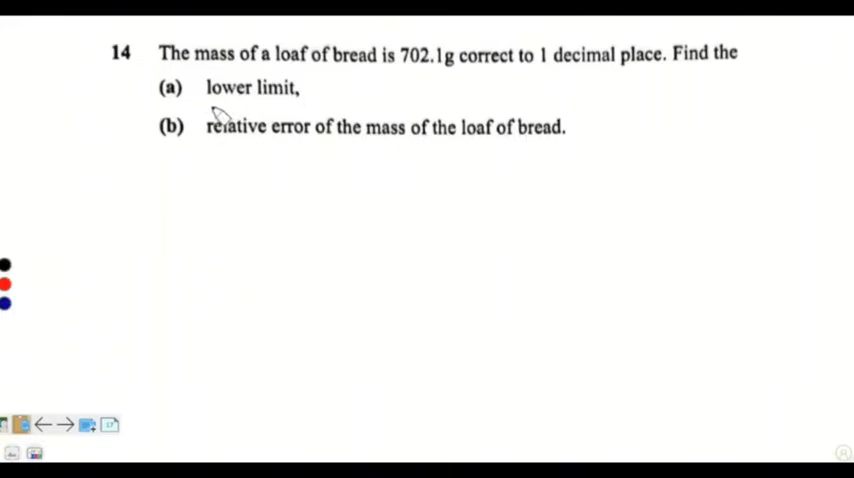 14 The mass of a loaf of bread is 702.1g correct to 1 decimal place. Find the
(a) lower limit,
(b) relative error of the mass of the loaf of bread.